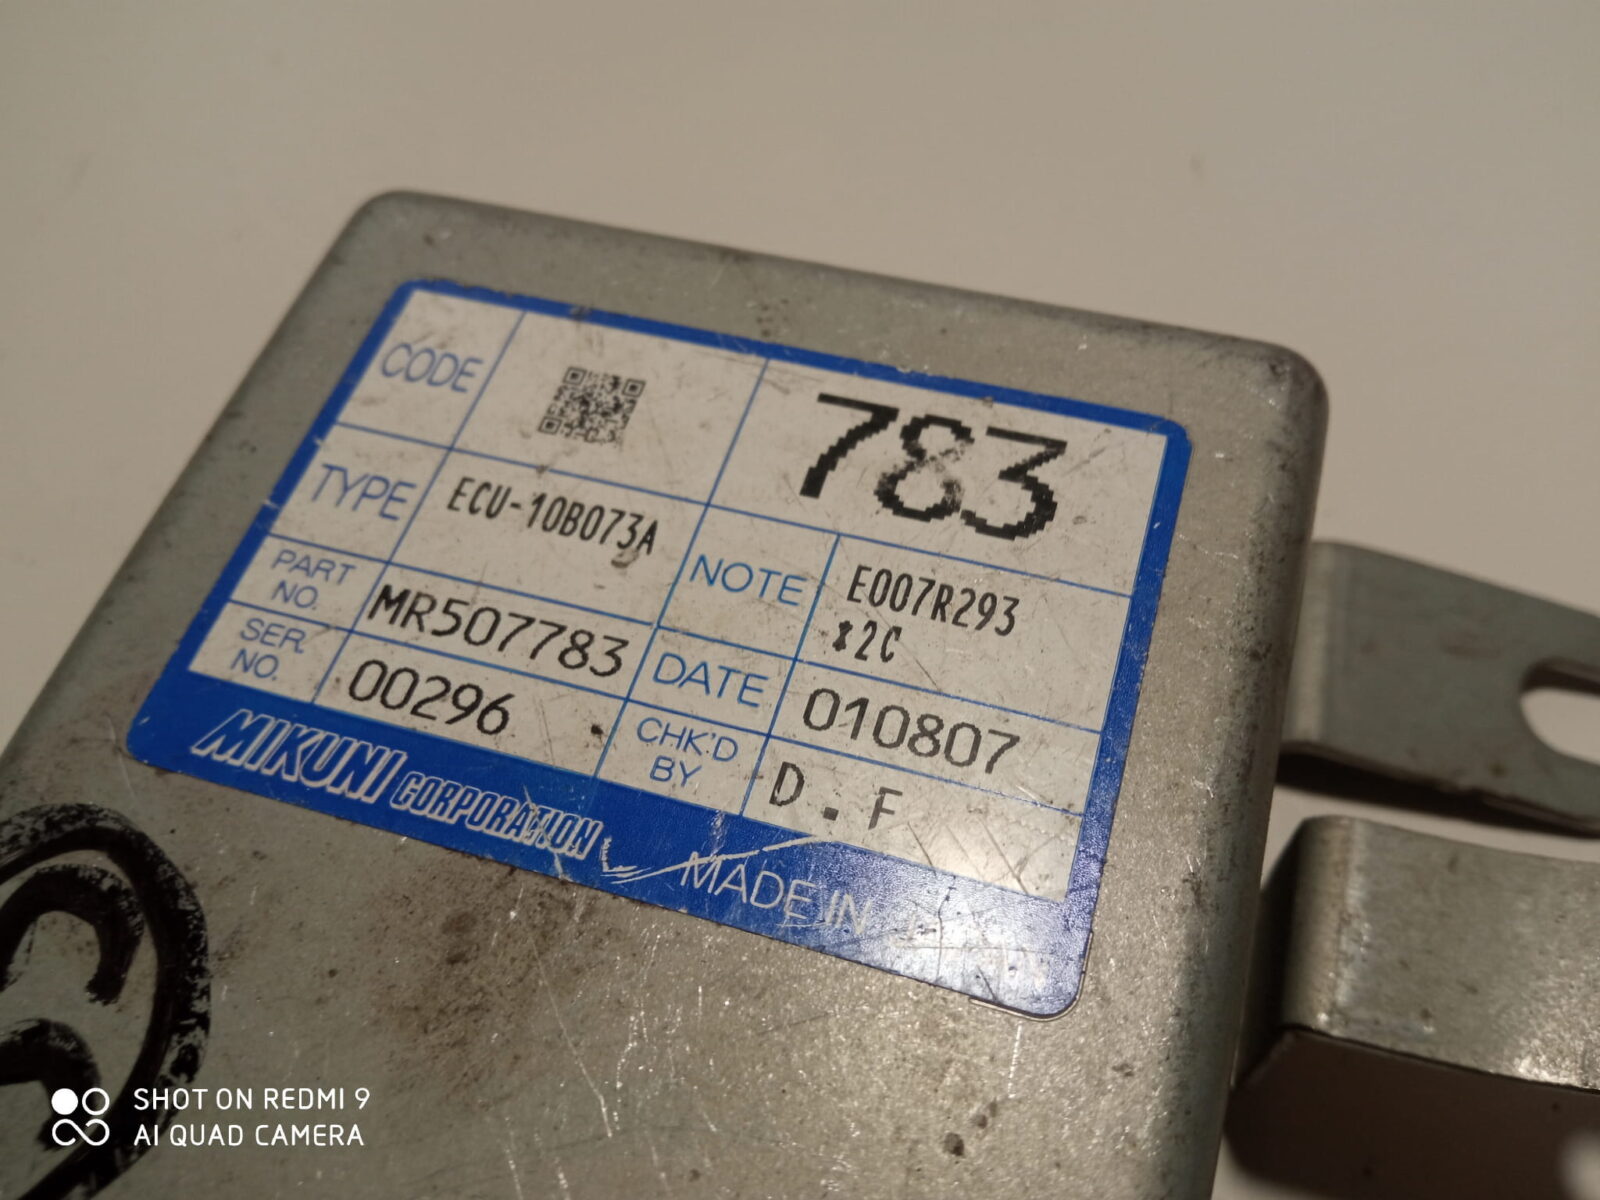 CODE
783
TYPE
ECU-10B073A
NOTE
E007R293
*2C
PART
NO.
MR507783
DATE
010807
SER.
NO.
00296
CHK'D
BY
D.F
MIKUNI CORPORATION
MADE IN
SHOT ON REDMI 9
AI QUAD CAMERA